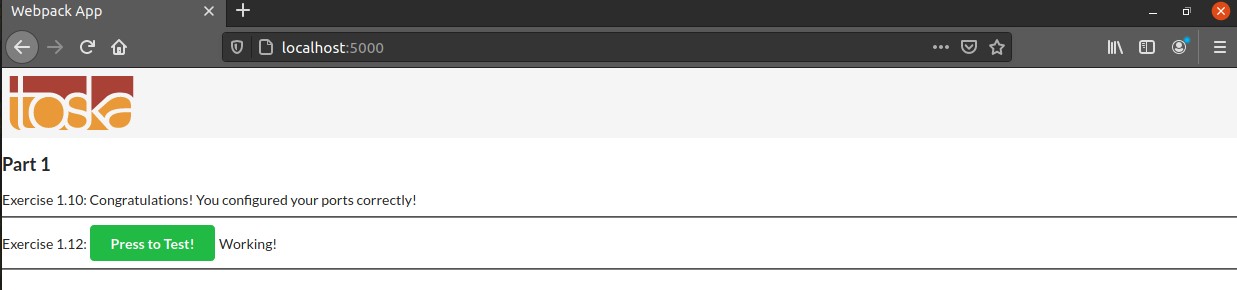 Webpack App
localhost:5000
toska
Part 1
Exercise 1.10: Congratulations! You configured your ports correctly!
Exercise 1.12: Press to Test! Working!